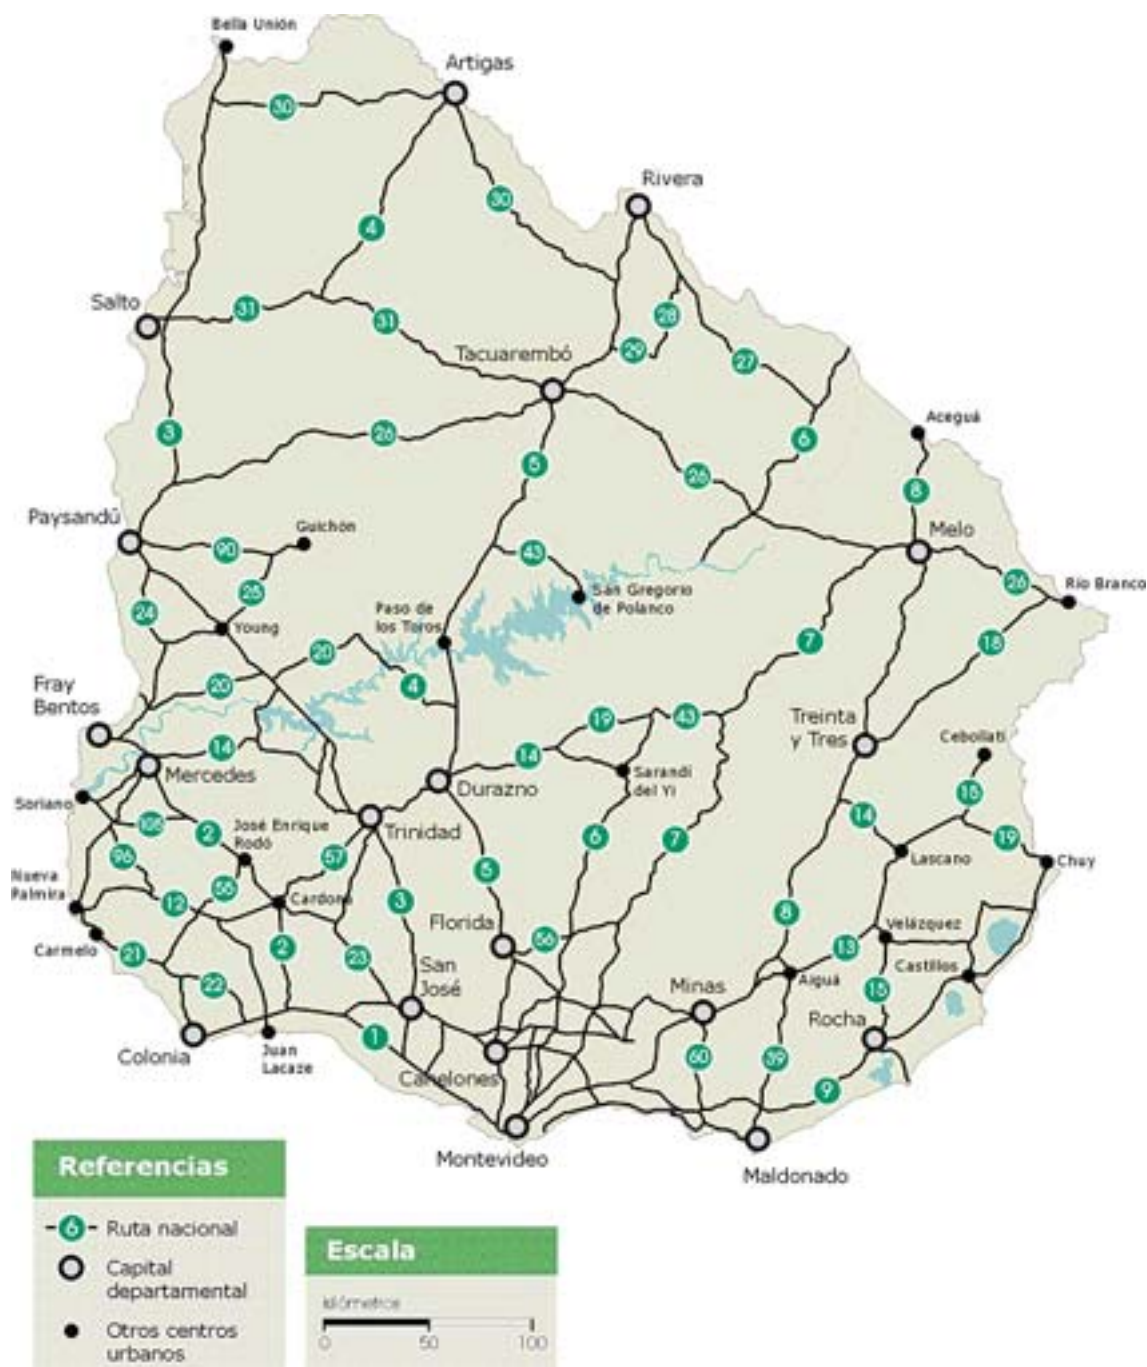 Bella Unión
Artigas
30
Rivera
30
4
Salto
31
31
28
29
Tacuarembó
27
Aceguá
3
26
6
5
26
8
Paysandú
Guichón
90
43
Melo
26
Río Branco
25
24
San Gregorio
de Polanco
Paso de
los Toros
Young
20
7
18
20
4
Fray
Bentos
19
43
Treinta
y Tres
Cebollatí
14
14
Mercedes
Durazno
Sarandí
del Yi
Soriano
15
14
105
2
José Enrique
Rodó
Trinidad
6
7
19
96
57
Lascano
Chuy
Nueva
Palmira
55
5
12
Cardona
3
Florida
8
Velázquez
Carmelo
56
21
2
23
13
22
San
José
Minas
Aiguá
Castillos
15
Rocha
Colonia
Juan
Lacaze
1
Canelones
60
39
9
Montevideo
Maldonado
Referencias
6 Ruta nacional
Capital
departamental
Otros centros
urbanos
Escala
kilómetros
0 50 100